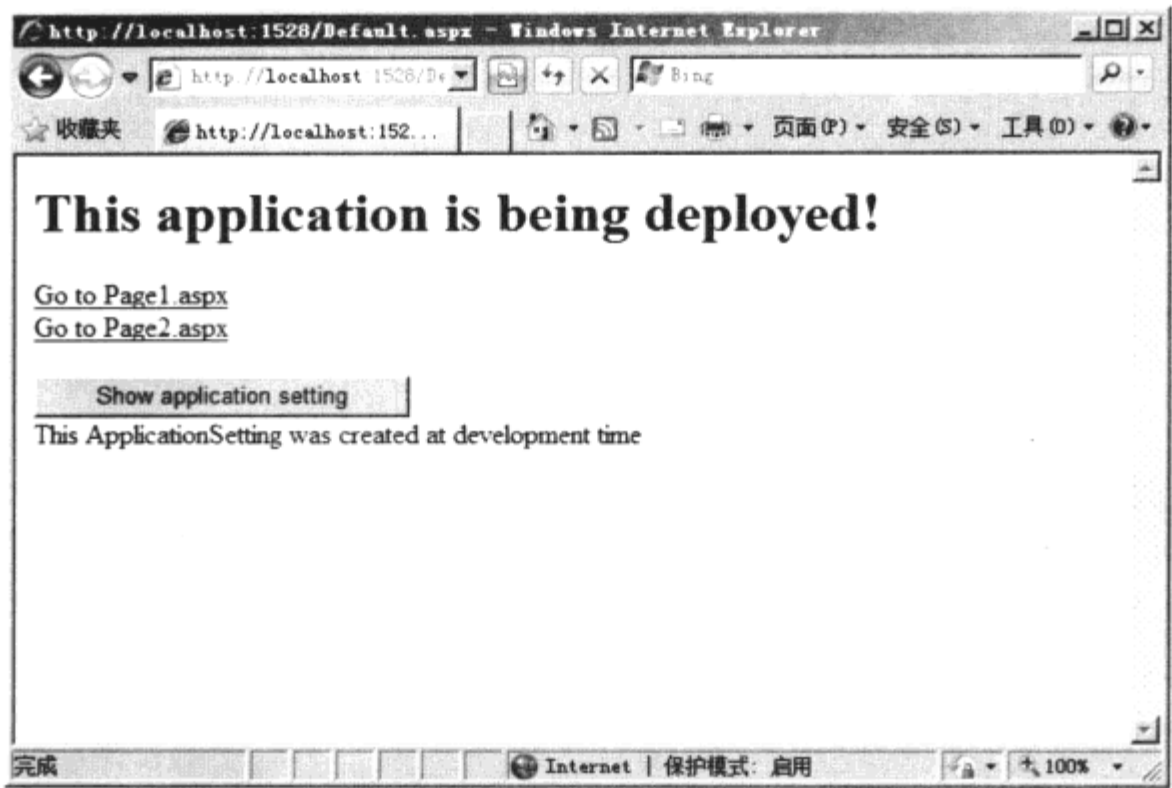 http://localhost:1528/Default.aspx - Windows Internet Explorer
http://localhost:1528/De
Bing
收藏夹 http://localhost:152... 页面(P) 安全(S) 工具(O)
This application is being deployed!
Go to Page1.aspx
Go to Page2.aspx
Show application setting
This ApplicationSetting was created at development time
完成 Internet | 保护模式: 启用 100%